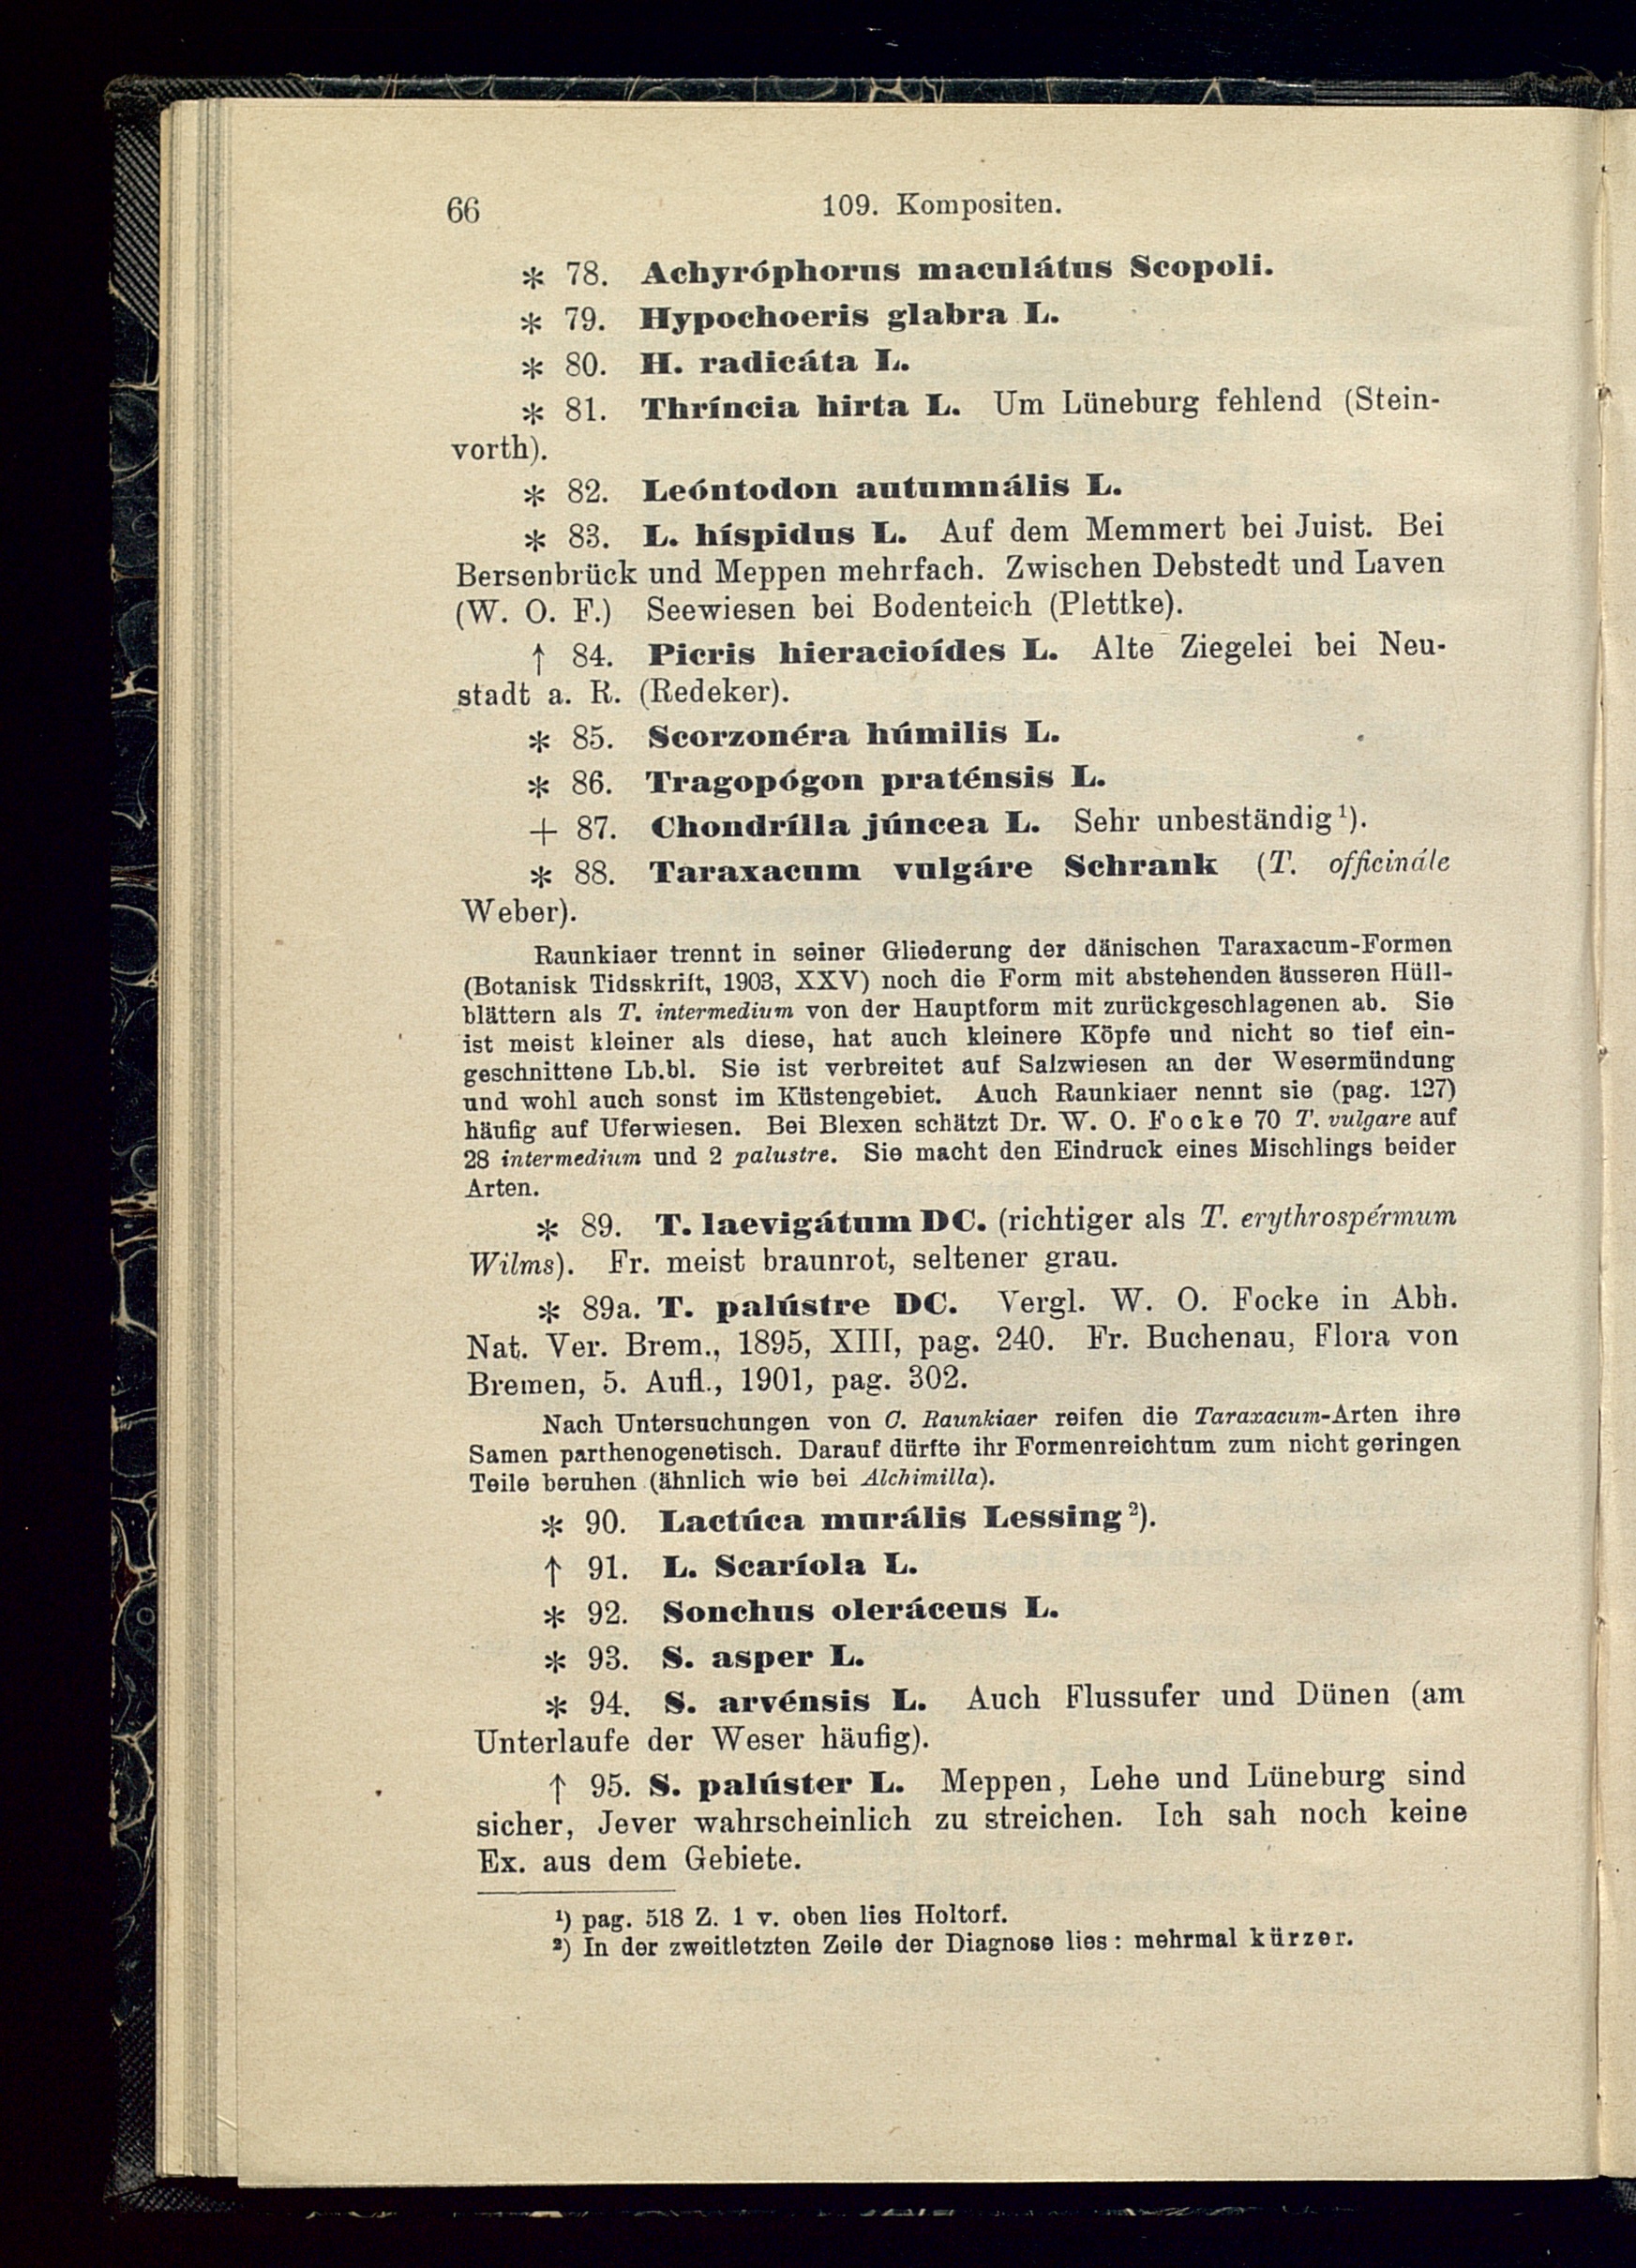 66
109. Kompositen.
* 78. Achyróphorus maculátus Scopoli.
* 79. Hypochoeris glabra L.
* 80. H. radicáta L.
* 81. Thríncia hirta L. Um Lüneburg fehlend (Stein-
vorth).
* 82. Leóntodon autumnális L.
* 83. L. híspidus L. Auf dem Memmert bei Juist. Bei
Bersenbrück und Meppen mehrfach. Zwischen Debstedt und Laven
(W. O. F.) Seewiesen bei Bodenteich (Plettke).
↑ 84. Picris hieracioídes L. Alte Ziegelei bei Neu-
stadt a. R. (Redeker).
* 85. Scorzonéra húmilis L.
* 86. Tragopógon praténsis L.
+ 87. Chondrílla júncea L. Sehr unbeständig¹).
* 88. Taraxacum vulgáre Schrank (T. officinále
Weber).
Raunkiaer trennt in seiner Gliederung der dänischen Taraxacum-Formen
(Botanisk Tidsskrift, 1903, XXV) noch die Form mit abstehenden äusseren Hüll-
blättern als T. intermedium von der Hauptform mit zurückgeschlagenen ab. Sie
ist meist kleiner als diese, hat auch kleinere Köpfe und nicht so tief ein-
geschnittene Lb.bl. Sie ist verbreitet auf Salzwiesen an der Wesermündung
und wohl auch sonst im Küstengebiet. Auch Raunkiaer nennt sie (pag. 127)
häufig auf Uferwiesen. Bei Blexen schätzt Dr. W. O. Focke 70 T. vulgare auf
28 intermedium und 2 palustre. Sie macht den Eindruck eines Mischlings beider
Arten.
* 89. T. laevigátum DC. (richtiger als T. erythrospérmum
Wilms). Fr. meist braunrot, seltener grau.
* 89a. T. palústre DC. Vergl. W. O. Focke in Abh.
Nat. Ver. Brem., 1895, XIII, pag. 240. Fr. Buchenau, Flora von
Bremen, 5. Aufl., 1901, pag. 302.
Nach Untersuchungen von C. Raunkiaer reifen die Taraxacum-Arten ihre
Samen parthenogenetisch. Darauf dürfte ihr Formenreichtum zum nicht geringen
Teile beruhen (ähnlich wie bei Alchimilla).
* 90. Lactúca murális Lessing²).
↑ 91. L. Scaríola L.
* 92. Sonchus oleráceus L.
* 93. S. asper L.
* 94. S. arvénsis L. Auch Flussufer und Dünen (am
Unterlaufe der Weser häufig).
↑ 95. S. palúster L. Meppen, Lehe und Lüneburg sind
sicher, Jever wahrscheinlich zu streichen. Ich sah noch keine
Ex. aus dem Gebiete.
¹) pag. 518 Z. 1 v. oben lies Holtorf.
²) In der zweitletzten Zeile der Diagnose lies: mehrmal kürzer.